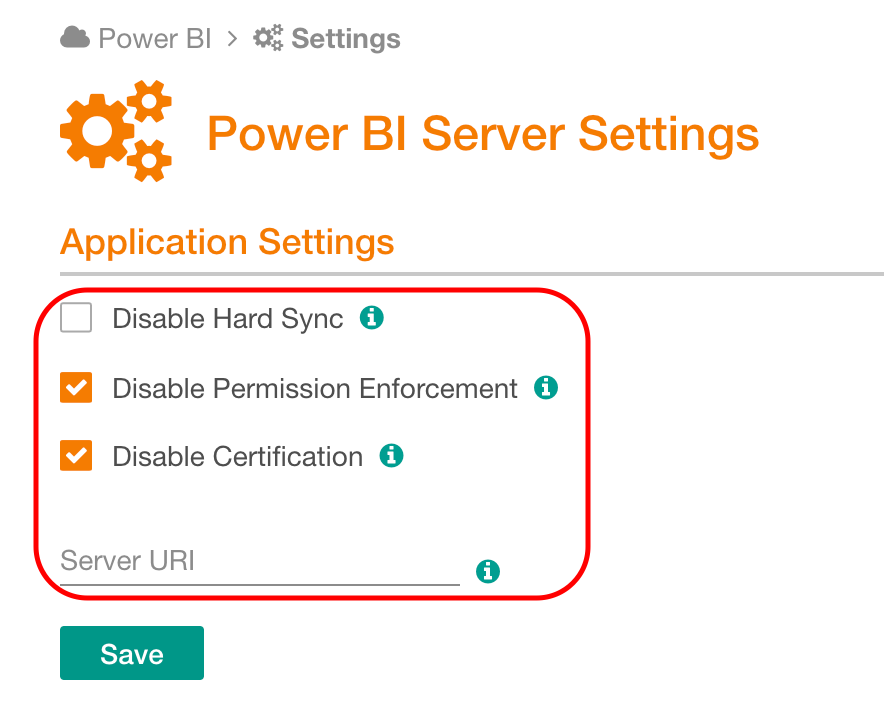 Power BI > Settings
Power BI Server Settings
Application Settings
Disable Hard Sync
Disable Permission Enforcement
Disable Certification
Server URI
Save